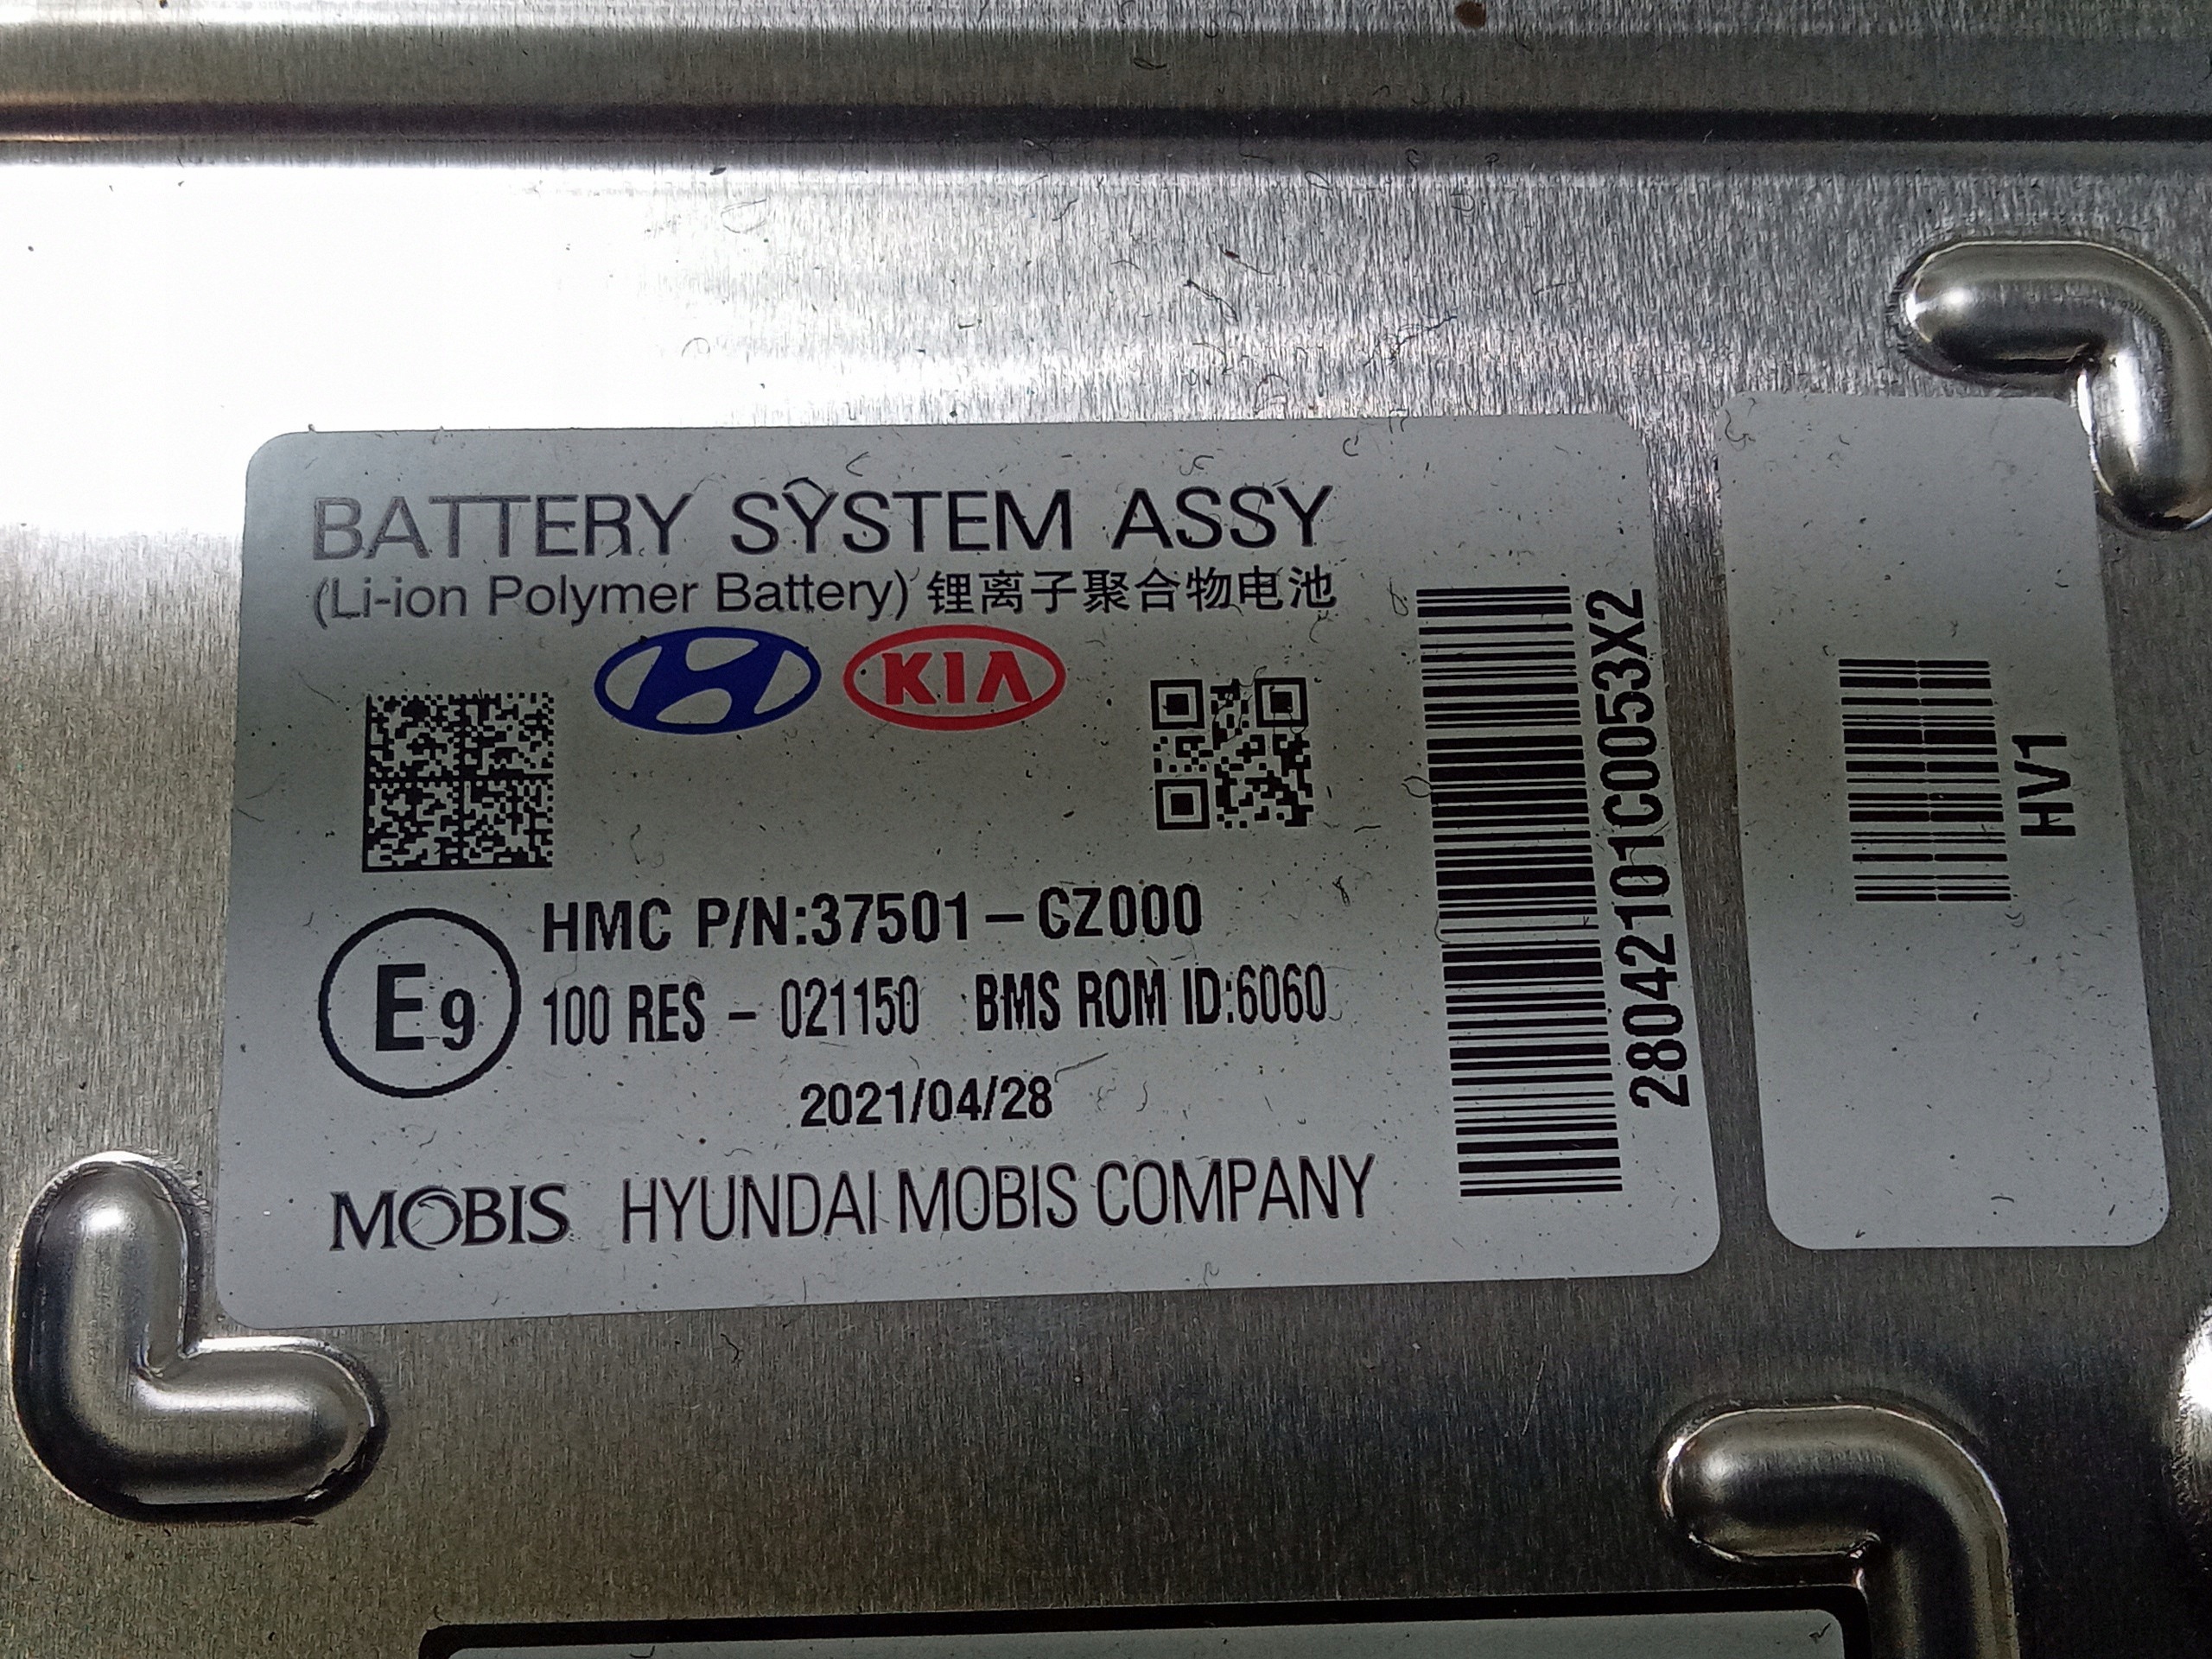 BATTERY SYSTEM ASSY
(Li-ion Polymer Battery) 锂离子聚合物电池
KIA
HMC P/N:37501-CZ000
E9
100 RES - 021150 BMS ROM ID:6060
2021/04/28
MOBIS HYUNDAI MOBIS COMPANY
28042101C0053X2
HV1